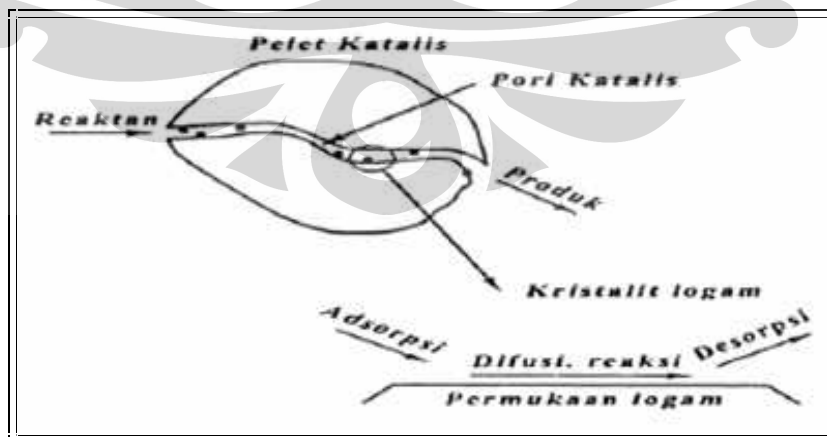 Pelet Katalis
Pori Katalis
Reaktan
Produk
Kristalit logam
Adsorpsi
Difusi, reaksi
Desorpsi
Permukaan logam